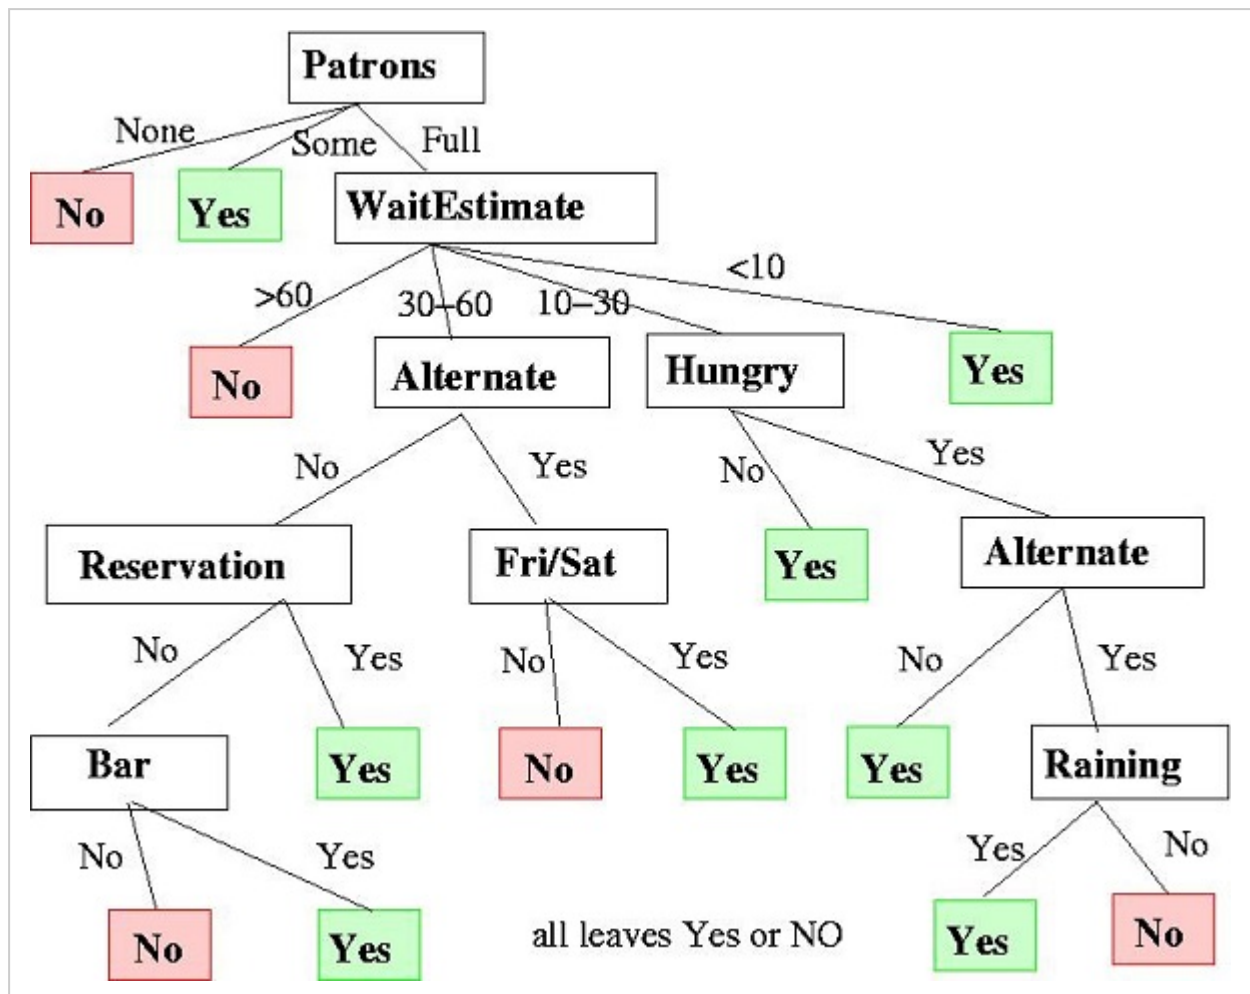 Patrons
None
Some
Full
No
Yes
WaitEstimate
>60
30–60
10–30
<10
No
Alternate
Hungry
Yes
No
Yes
No
Yes
Reservation
Fri/Sat
Yes
Alternate
No
Yes
No
Yes
No
Yes
Bar
Yes
No
Yes
Yes
Raining
No
Yes
Yes
No
No
Yes
all leaves Yes or NO
Yes
No